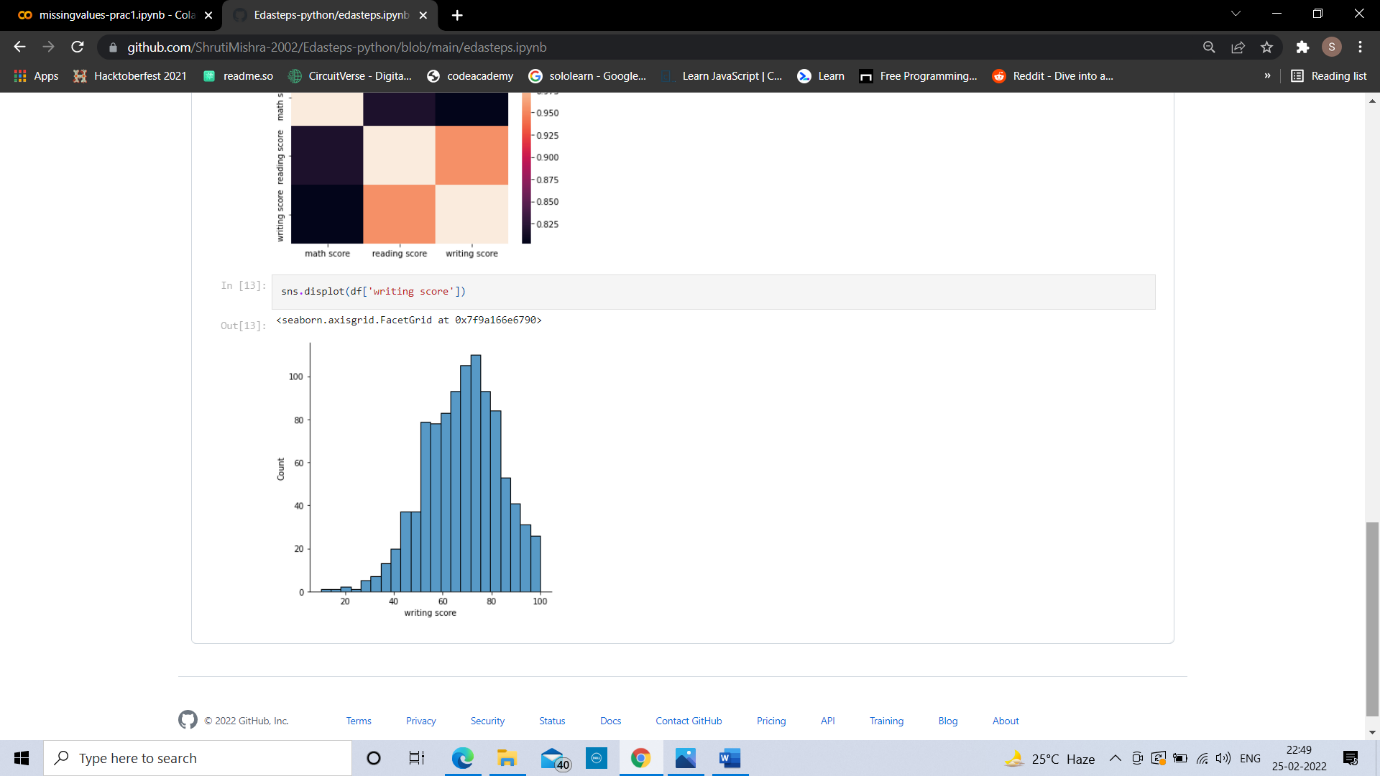 missingvalues-prac1.ipynb - Cola
Edasteps-python/edasteps.ipynb
github.com/ShrutiMishra-2002/Edasteps-python/blob/main/edasteps.ipynb
S
Apps
Hacktoberfest 2021
readme.so
CircuitVerse - Digita...
codeacademy
sololearn - Google...
Learn JavaScript | C...
Learn
Free Programming...
Reddit - Dive into a...
»
Reading list
math s
reading score
writing score
0.950
0.925
0.900
0.875
0.850
0.825
math score
reading score
writing score
In [13]:
sns.displot(df['writing score'])
Out[13]:
<seaborn.axisgrid.FacetGrid at 0x7f9a166e6790>
100
80
60
40
20
0
Count
20
40
60
80
100
writing score
© 2022 GitHub, Inc.
Terms
Privacy
Security
Status
Docs
Contact GitHub
Pricing
API
Training
Blog
About
Type here to search
40
25°C Haze
ENG
22:49
25-02-2022